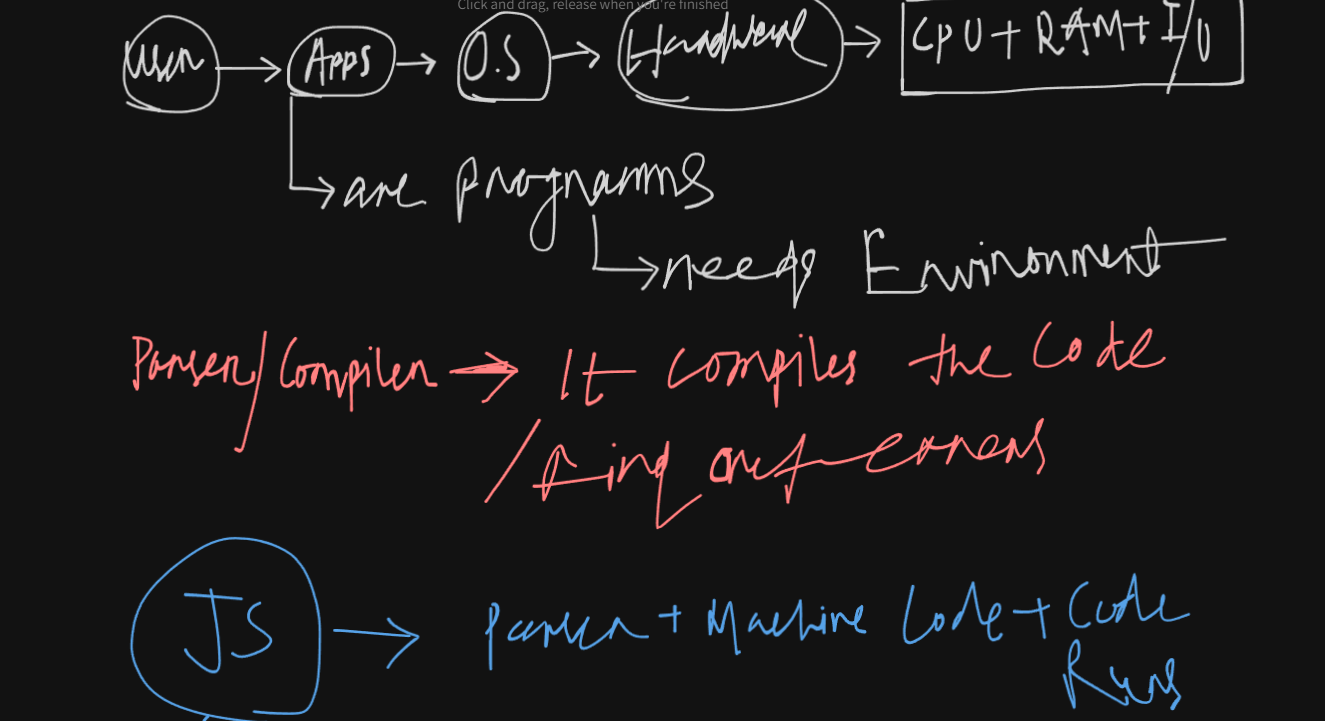 Click and drag, release when you're finished
User → Apps → O.S → Hardware → CPU + RAM + I/O
→ are programms
→ needs Environment
Parser/Compiler → It compiles the Code
/ find out errors
JS → Parser + Machine Code + Code
Runs